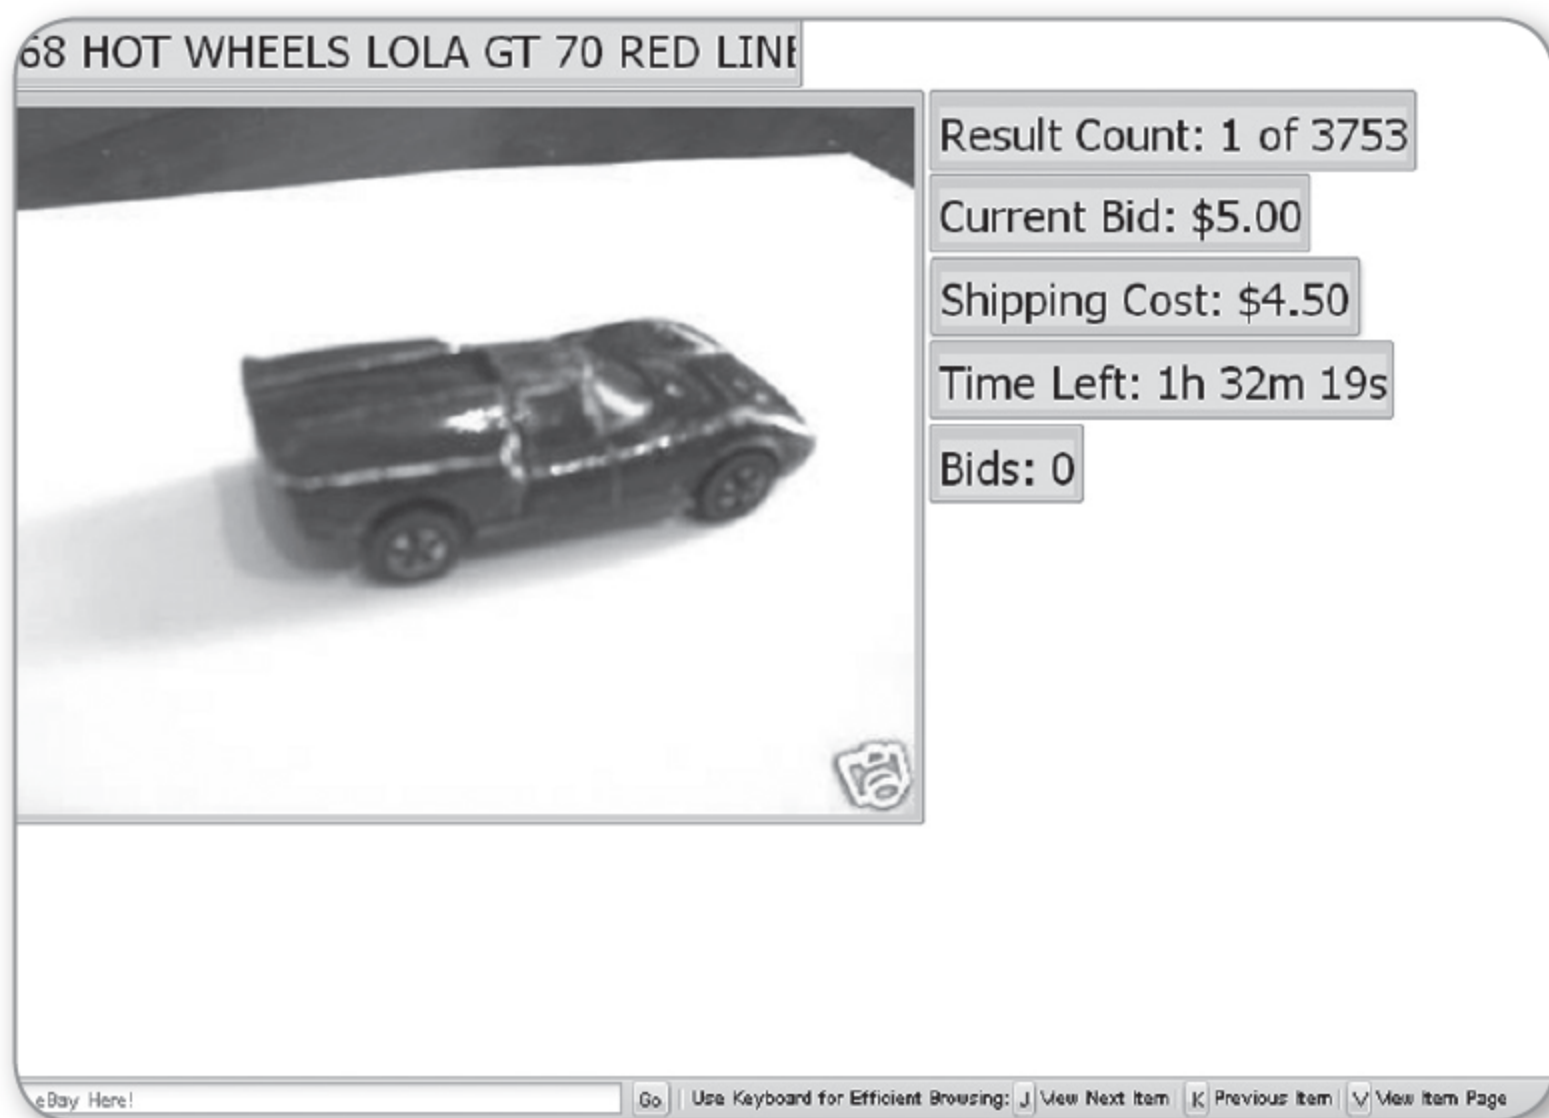 68 HOT WHEELS LOLA GT 70 RED LINE
Result Count: 1 of 3753
Current Bid: $5.00
Shipping Cost: $4.50
Time Left: 1h 32m 19s
Bids: 0
eBay Here! Go Use Keyboard for Efficient Browsing: J View Next Item K Previous Item V View Item Page